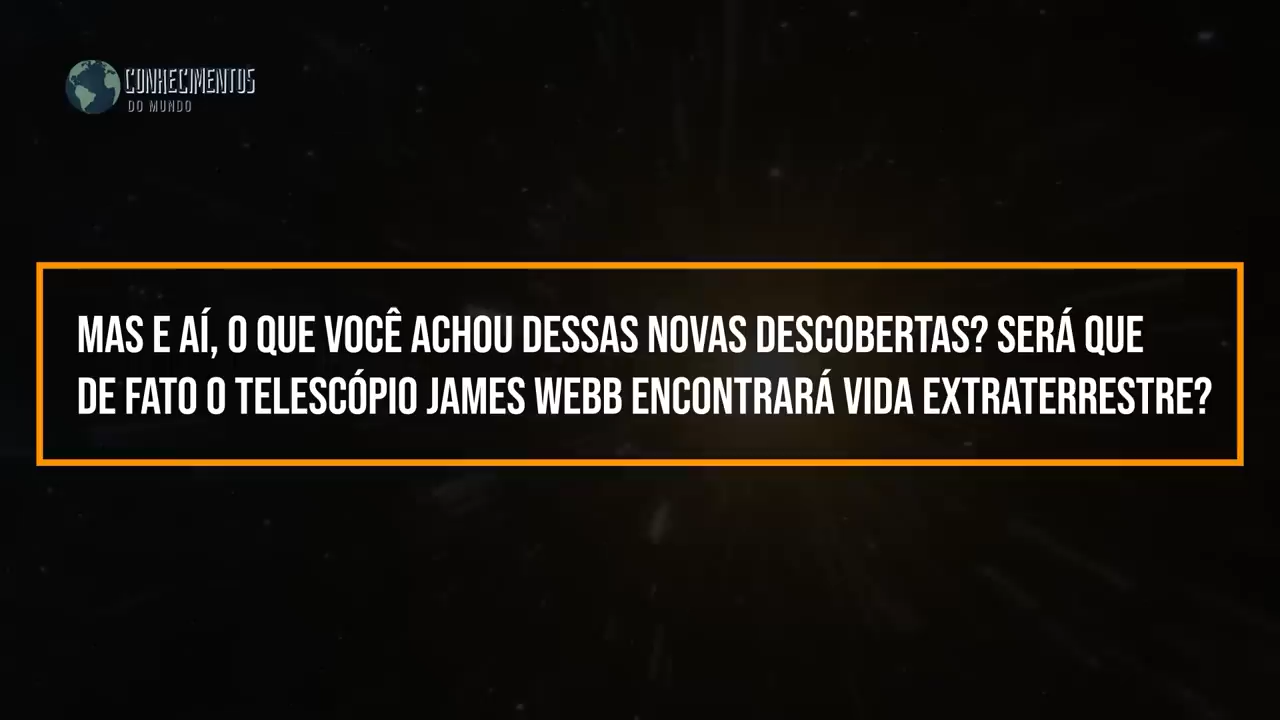 CONHECIMENTOS
DO MUNDO
MAS E AÍ, O QUE VOCÊ ACHOU DESSAS NOVAS DESCOBERTAS? SERÁ QUE
DE FATO O TELESCÓPIO JAMES WEBB ENCONTRARÁ VIDA EXTRATERRESTRE?